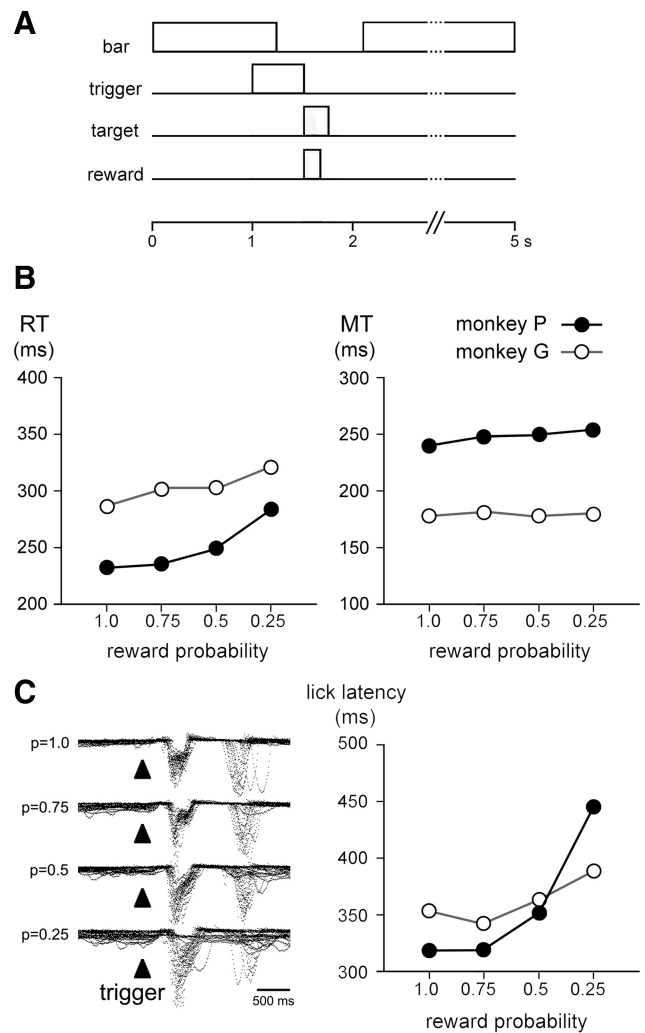 A
bar
trigger
target
reward
0 1 2 5 s
B
RT
(ms)
400
350
300
250
200
1.0 0.75 0.5 0.25
reward probability
MT
(ms)
monkey P
monkey G
300
250
200
150
100
1.0 0.75 0.5 0.25
reward probability
C
p=1.0
p=0.75
p=0.5
p=0.25
trigger
500 ms
lick latency
(ms)
500
450
400
350
300
1.0 0.75 0.5 0.25
reward probability